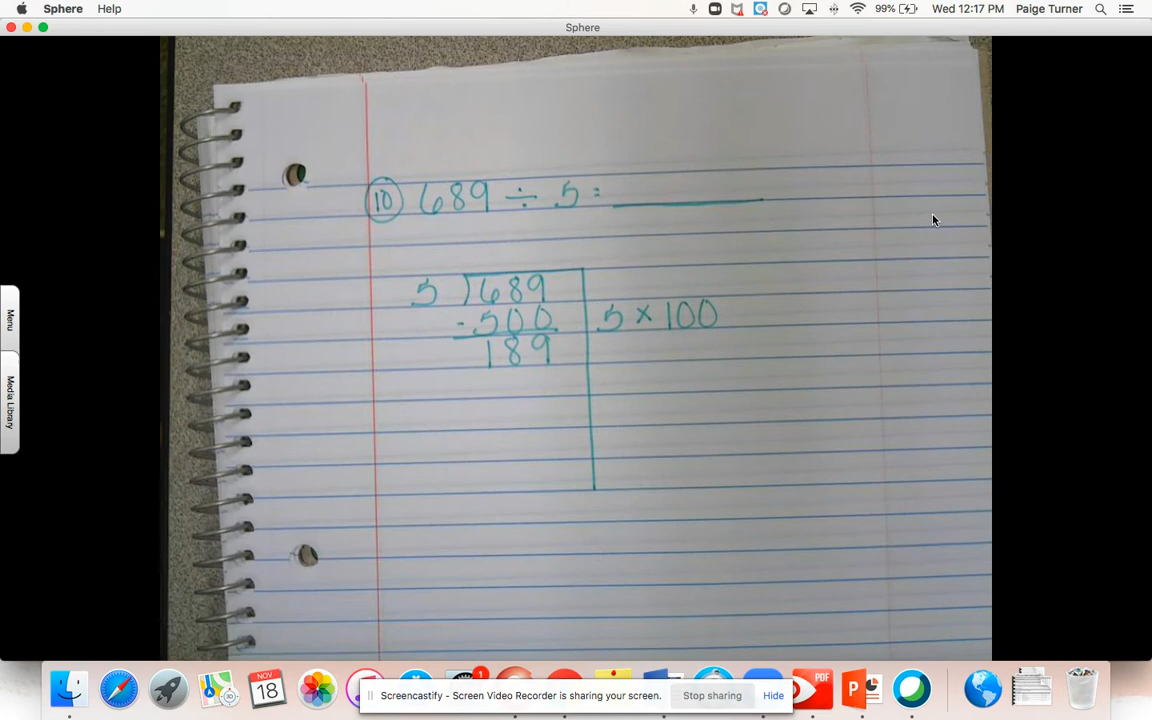 Sphere Help 99% Wed 12:17 PM Paige Turner
Sphere
Menu
Media Library
10 689 ÷ 5 =
5 ) 689
- 500 5 × 100
189
NOV
18
1
PDF
P
Screencastify - Screen Video Recorder is sharing your screen. Stop sharing Hide